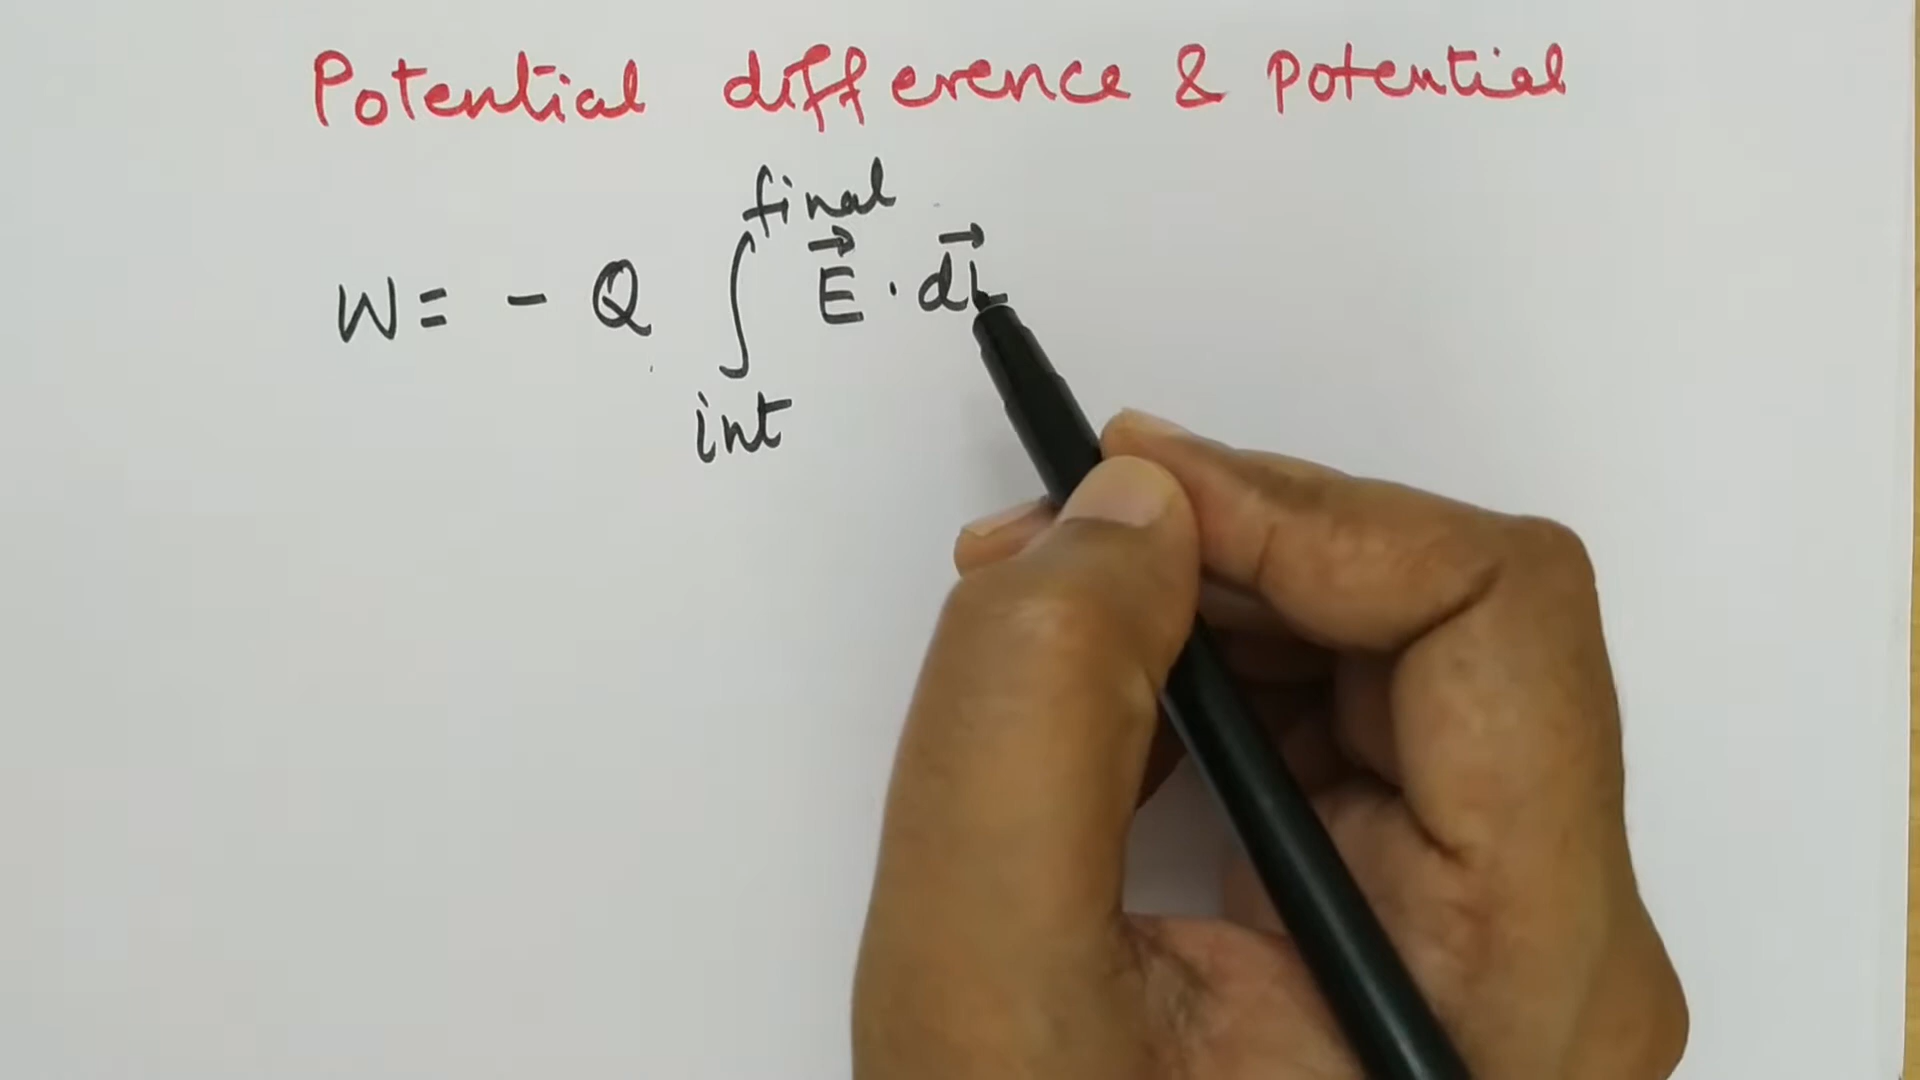 Potential difference & potential
final
W = - Q ∫ E⃗ · dL⃗
int